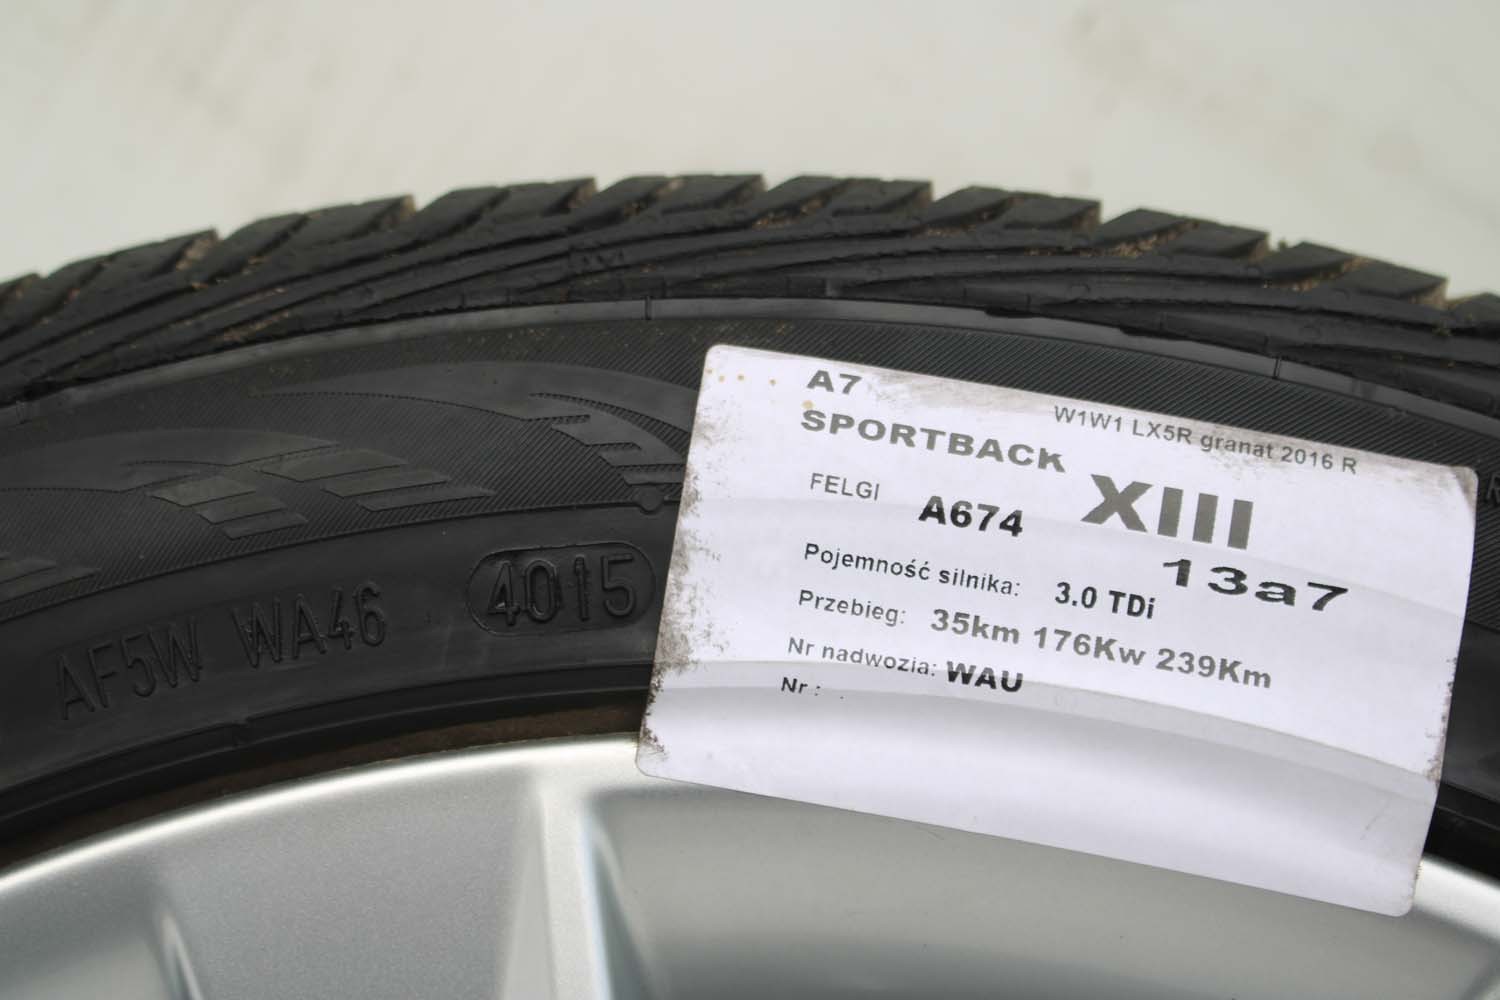 A7
SPORTBACK
W1W1 LX5R granat 2016 R
FELGI
A674
XIII
13a7
Pojemność silnika: 3.0 TDi
Przebieg: 35km 176Kw 239Km
Nr nadwozia: WAU
Nr : .
AF5W WA46 4015
R